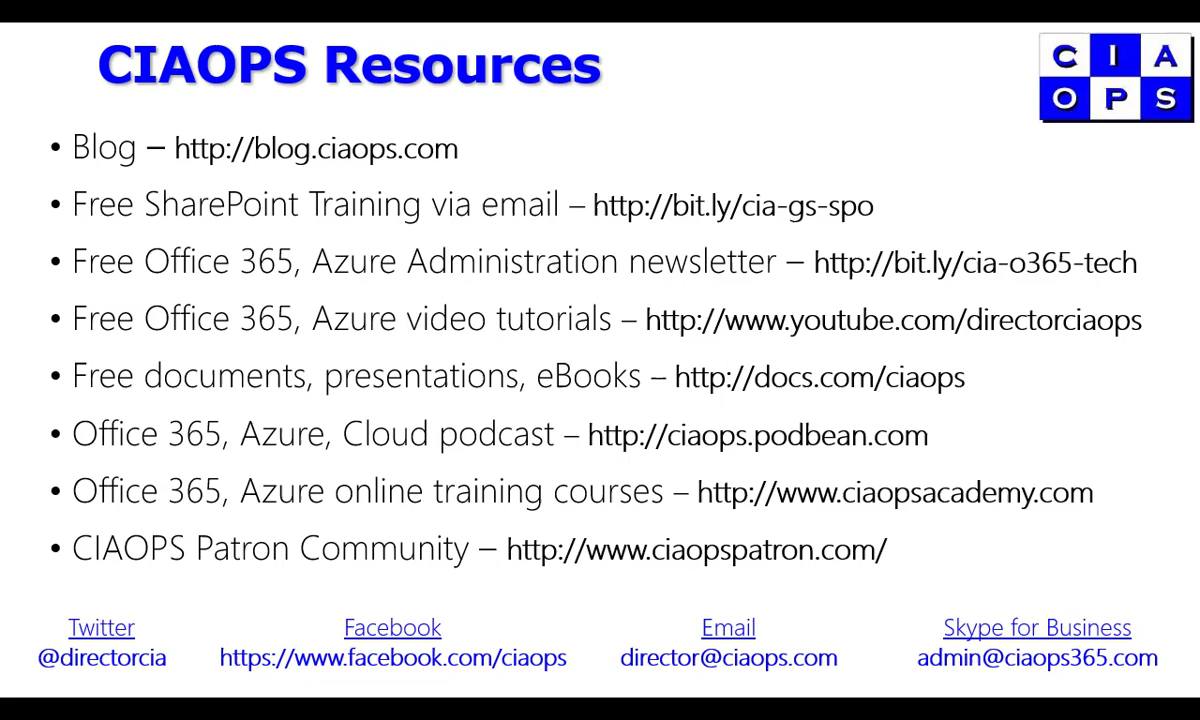 CIAOPS Resources
C I A
O P S
• Blog – http://blog.ciaops.com
• Free SharePoint Training via email – http://bit.ly/cia-gs-spo
• Free Office 365, Azure Administration newsletter – http://bit.ly/cia-o365-tech
• Free Office 365, Azure video tutorials – http://www.youtube.com/directorciaops
• Free documents, presentations, eBooks – http://docs.com/ciaops
• Office 365, Azure, Cloud podcast – http://ciaops.podbean.com
• Office 365, Azure online training courses – http://www.ciaopsacademy.com
• CIAOPS Patron Community – http://www.ciaopspatron.com/
Twitter Facebook Email Skype for Business
@directorcia https://www.facebook.com/ciaops director@ciaops.com admin@ciaops365.com